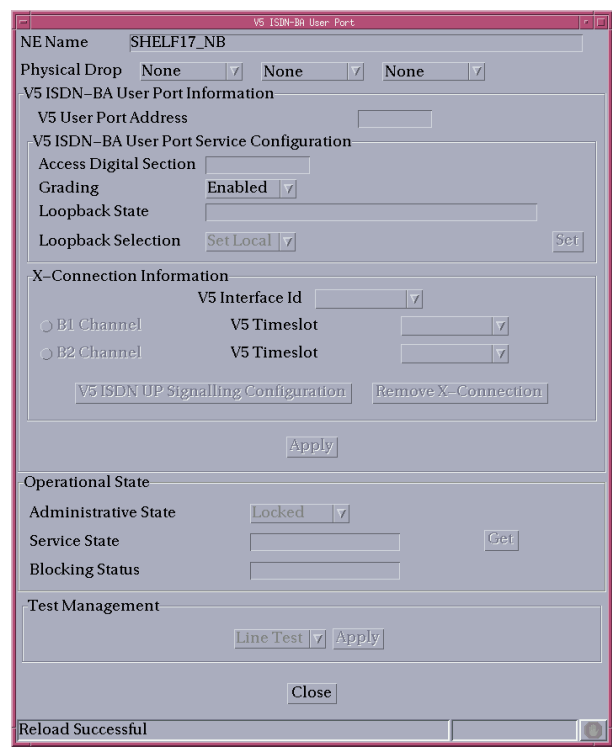 V5 ISDN-BA User Port
NE Name SHELF17_NB
Physical Drop None None None
V5 ISDN-BA User Port Information
V5 User Port Address
V5 ISDN-BA User Port Service Configuration
Access Digital Section
Grading Enabled
Loopback State
Loopback Selection Set Local Set
X-Connection Information
V5 Interface Id
B1 Channel V5 Timeslot
B2 Channel V5 Timeslot
V5 ISDN UP Signalling Configuration Remove X-Connection
Apply
Operational State
Administrative State Locked
Service State Get
Blocking Status
Test Management
Line Test Apply
Close
Reload Successful